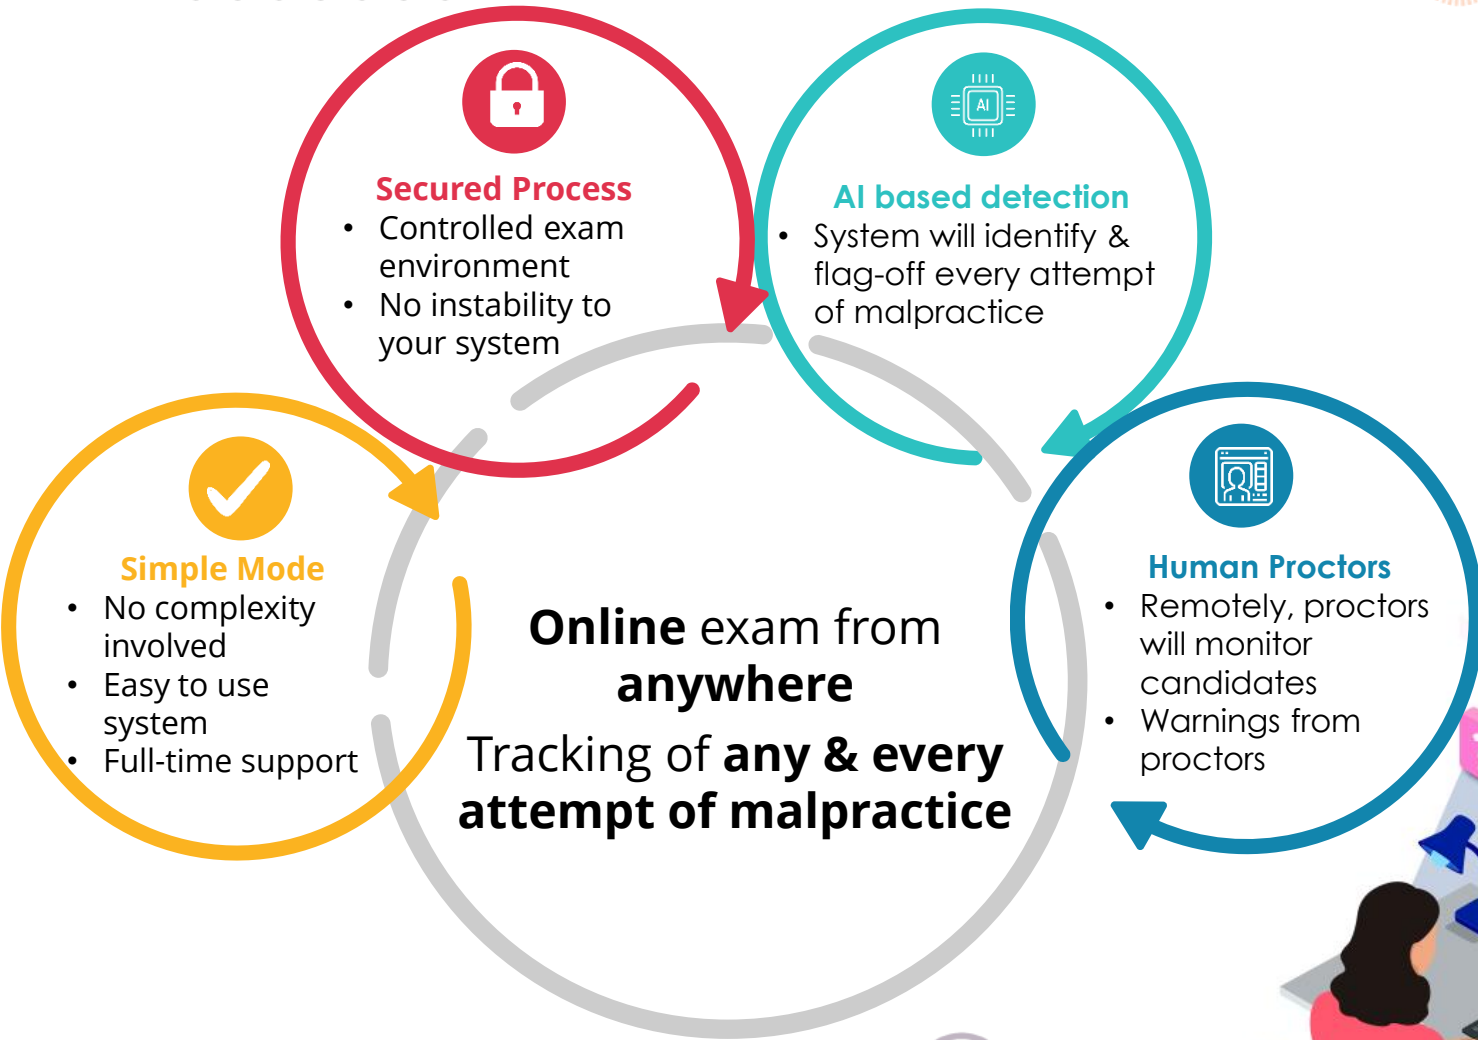 AI
Secured Process
• Controlled exam
environment
• No instability to
your system
AI based detection
• System will identify &
flag-off every attempt
of malpractice
Simple Mode
• No complexity
involved
• Easy to use
system
• Full-time support
Human Proctors
• Remotely, proctors
will monitor
candidates
• Warnings from
proctors
Online exam from
anywhere
Tracking of any & every
attempt of malpractice